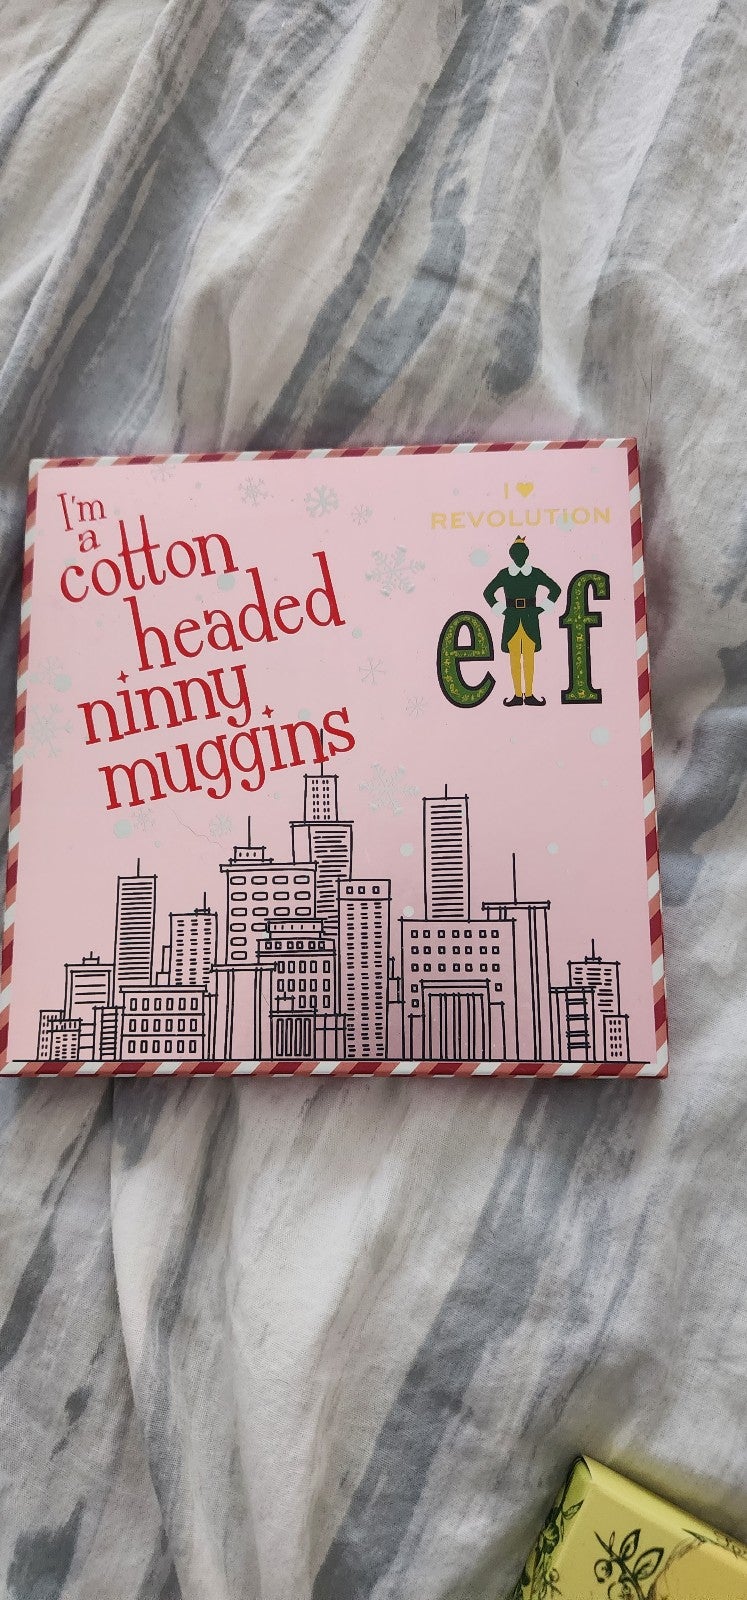 I'm
a
cotton
headed
ninny
muggins
I ♥
REVOLUTION
elf